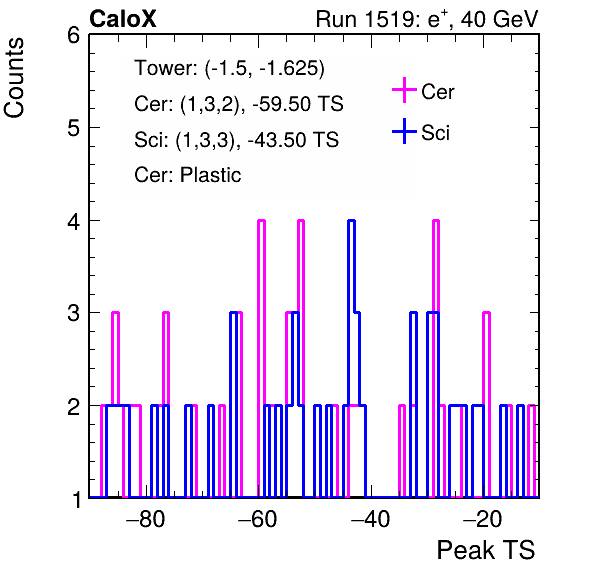 CaloX Run 1519: e⁺, 40 GeV
Counts
6
5
4
3
2
1
Tower: (-1.5, -1.625)
Cer: (1,3,2), -59.50 TS
Sci: (1,3,3), -43.50 TS
Cer: Plastic
Cer
Sci
−80 −60 −40 −20
Peak TS